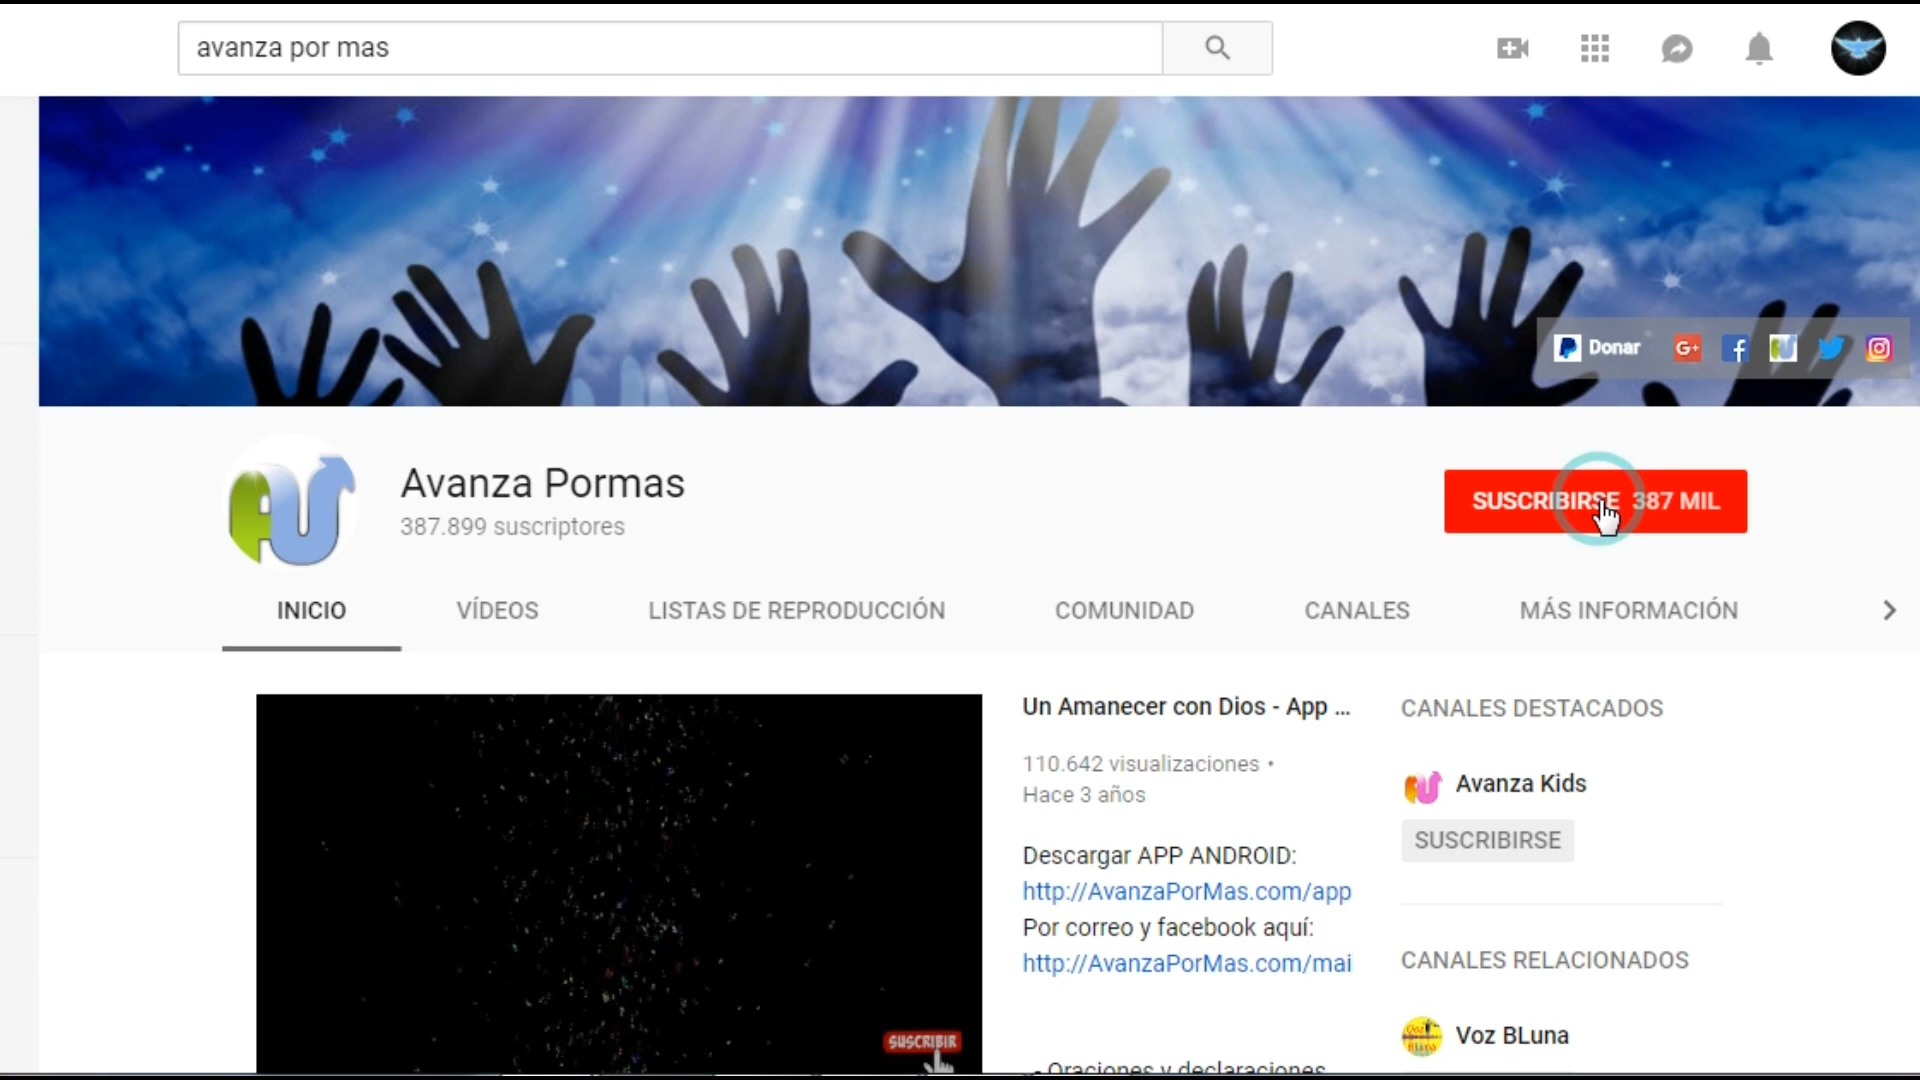 avanza por mas
Donar
Avanza Pormas
387.899 suscriptores
SUSCRIBIRSE 387 MIL
INICIO
VÍDEOS
LISTAS DE REPRODUCCIÓN
COMUNIDAD
CANALES
MÁS INFORMACIÓN
SUSCRIBIR
Un Amanecer con Dios - App ...
110.642 visualizaciones •
Hace 3 años
Descargar APP ANDROID:
http://AvanzaPorMas.com/app
Por correo y facebook aquí:
http://AvanzaPorMas.com/mai
- Oraciones y declaraciones
CANALES DESTACADOS
Avanza Kids
SUSCRIBIRSE
CANALES RELACIONADOS
Voz BLuna